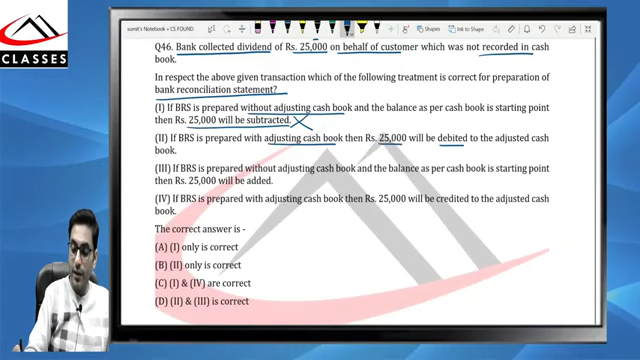 sumit's Notebook » CS FOUND
Shapes
Ink to Shape
CLASSES
Q46. Bank collected dividend of Rs. 25,000 on behalf of customer which was not recorded in cash
book.
In respect the above given transaction which of the following treatment is correct for preparation of
bank reconciliation statement?
(I) If BRS is prepared without adjusting cash book and the balance as per cash book is starting point
then Rs. 25,000 will be subtracted.
(II) If BRS is prepared with adjusting cash book then Rs. 25,000 will be debited to the adjusted cash
book.
(III) If BRS is prepared without adjusting cash book and the balance as per cash book is starting
point then Rs. 25,000 will be added.
(IV) If BRS is prepared with adjusting cash book then Rs. 25,000 will be credited to the adjusted cash
book.
The correct answer is -
(A) (I) only is correct
(B) (II) only is correct
(C) (I) & (IV) are correct
(D) (II) & (III) is correct